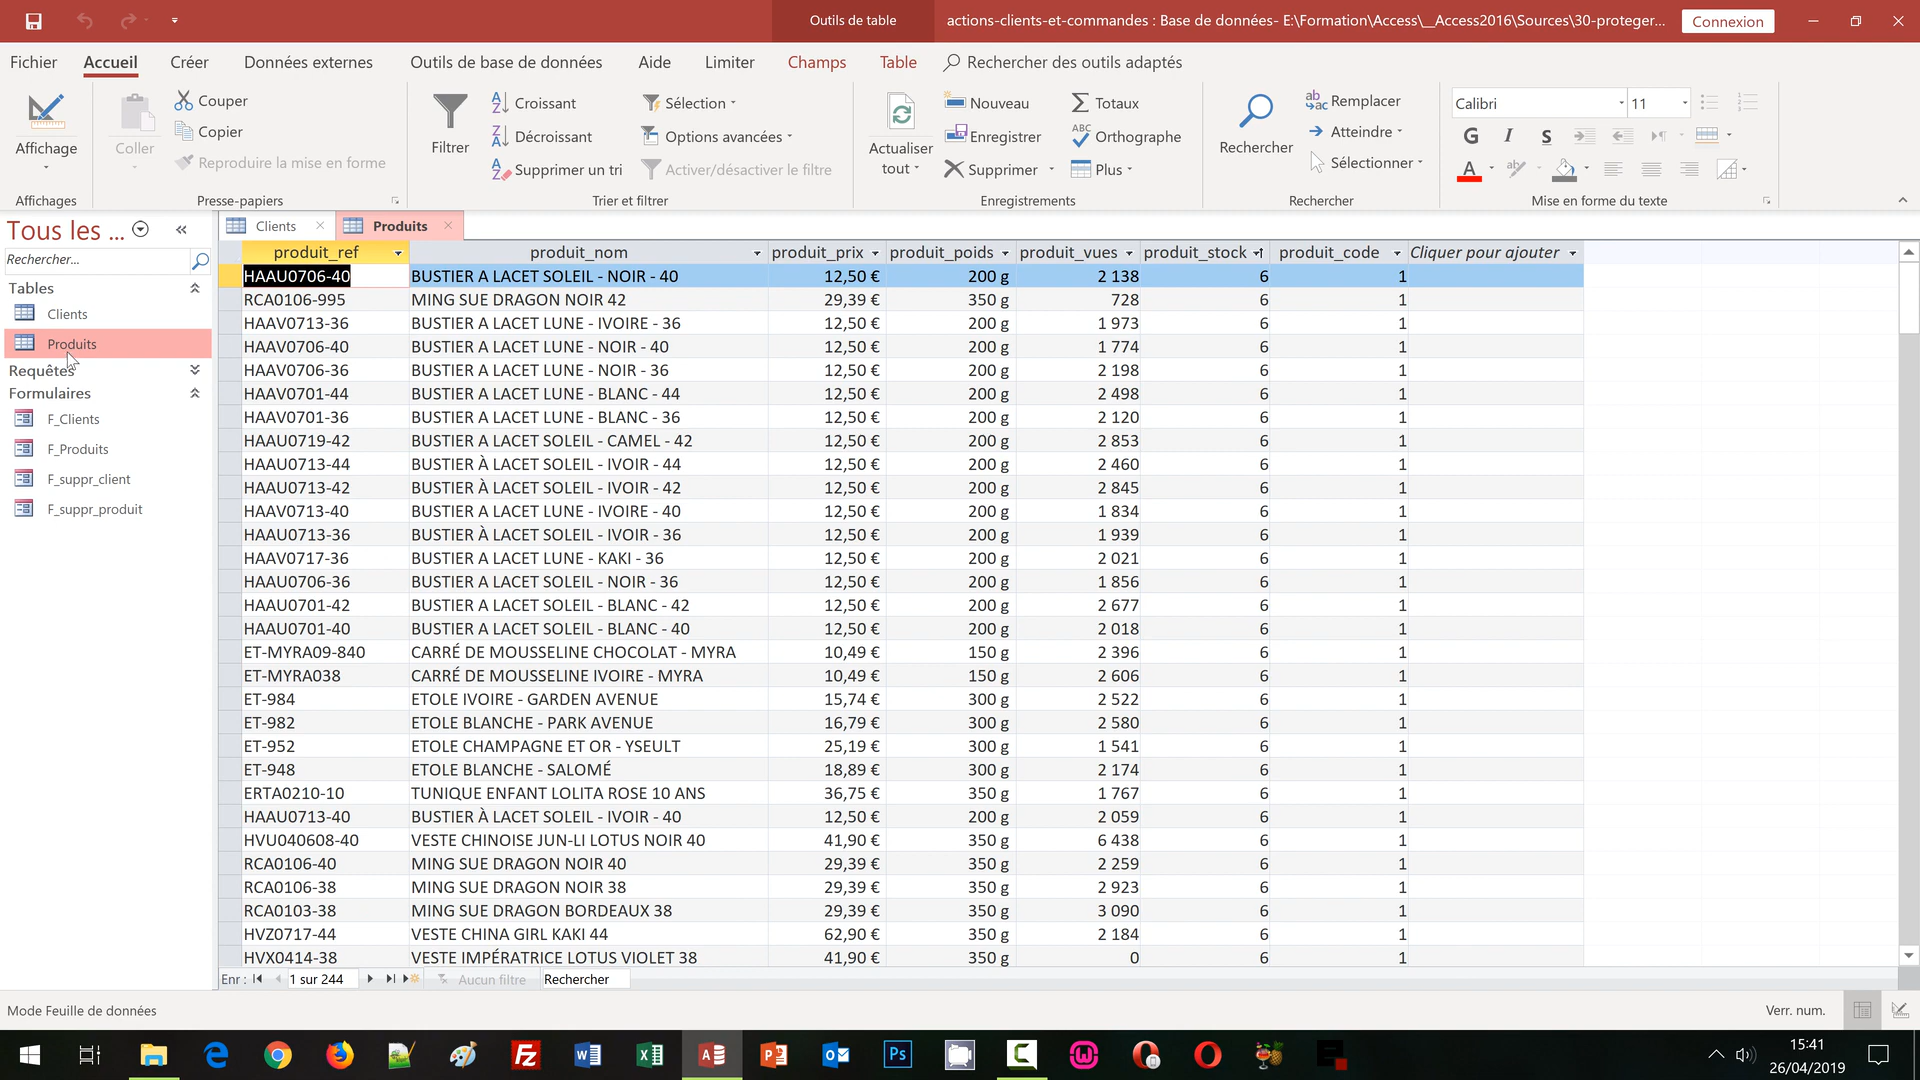 Outils de table
actions-clients-et-commandes : Base de données- E:\Formation\Access\__Access2016\Sources\30-proteger...
Connexion
Fichier Accueil Créer Données externes Outils de base de données Aide Limiter Champs Table Rechercher des outils adaptés
Affichage
Coller
Couper
Copier
Reproduire la mise en forme
Filtrer
Croissant
Décroissant
Supprimer un tri
Sélection
Options avancées
Activer/désactiver le filtre
Actualiser
tout
Nouveau
Enregistrer
Supprimer
Totaux
Orthographe
Plus
Rechercher
Remplacer
Atteindre
Sélectionner
Calibri 11
G I S
Affichages Presse-papiers Trier et filtrer Enregistrements Rechercher Mise en forme du texte
Tous les ...
Rechercher...
Tables
Clients
Produits
Requêtes
Formulaires
F_Clients
F_Produits
F_suppr_client
F_suppr_produit
Clients Produits
produit_ref produit_nom produit_prix produit_poids produit_vues produit_stock produit_code Cliquer pour ajouter
HAAU0706-40 BUSTIER A LACET SOLEIL - NOIR - 40 12,50 € 200 g 2 138 6 1
RCA0106-995 MING SUE DRAGON NOIR 42 29,39 € 350 g 728 6 1
HAAV0713-36 BUSTIER A LACET LUNE - IVOIRE - 36 12,50 € 200 g 1 973 6 1
HAAV0706-40 BUSTIER A LACET LUNE - NOIR - 40 12,50 € 200 g 1 774 6 1
HAAV0706-36 BUSTIER A LACET LUNE - NOIR - 36 12,50 € 200 g 2 198 6 1
HAAV0701-44 BUSTIER A LACET LUNE - BLANC - 44 12,50 € 200 g 2 498 6 1
HAAV0701-36 BUSTIER A LACET LUNE - BLANC - 36 12,50 € 200 g 2 120 6 1
HAAU0719-42 BUSTIER A LACET SOLEIL - CAMEL - 42 12,50 € 200 g 2 853 6 1
HAAU0713-44 BUSTIER À LACET SOLEIL - IVOIR - 44 12,50 € 200 g 2 460 6 1
HAAU0713-42 BUSTIER À LACET SOLEIL - IVOIR - 42 12,50 € 200 g 2 845 6 1
HAAV0713-40 BUSTIER A LACET LUNE - IVOIRE - 40 12,50 € 200 g 1 834 6 1
HAAU0713-36 BUSTIER À LACET SOLEIL - IVOIR - 36 12,50 € 200 g 1 939 6 1
HAAV0717-36 BUSTIER A LACET LUNE - KAKI - 36 12,50 € 200 g 2 021 6 1
HAAU0706-36 BUSTIER A LACET SOLEIL - NOIR - 36 12,50 € 200 g 1 856 6 1
HAAU0701-42 BUSTIER A LACET SOLEIL - BLANC - 42 12,50 € 200 g 2 677 6 1
HAAU0701-40 BUSTIER A LACET SOLEIL - BLANC - 40 12,50 € 200 g 2 018 6 1
ET-MYRA09-840 CARRÉ DE MOUSSELINE CHOCOLAT - MYRA 10,49 € 150 g 2 396 6 1
ET-MYRA038 CARRÉ DE MOUSSELINE IVOIRE - MYRA 10,49 € 150 g 2 606 6 1
ET-984 ETOLE IVOIRE - GARDEN AVENUE 15,74 € 300 g 2 522 6 1
ET-982 ETOLE BLANCHE - PARK AVENUE 16,79 € 300 g 2 580 6 1
ET-952 ETOLE CHAMPAGNE ET OR - YSEULT 25,19 € 300 g 1 541 6 1
ET-948 ETOLE BLANCHE - SALOMÉ 18,89 € 300 g 2 174 6 1
ERTA0210-10 TUNIQUE ENFANT LOLITA ROSE 10 ANS 36,75 € 350 g 1 767 6 1
HAAU0713-40 BUSTIER À LACET SOLEIL - IVOIR - 40 12,50 € 200 g 2 059 6 1
HVU040608-40 VESTE CHINOISE JUN-LI LOTUS NOIR 40 41,90 € 350 g 6 438 6 1
RCA0106-40 MING SUE DRAGON NOIR 40 29,39 € 350 g 2 259 6 1
RCA0106-38 MING SUE DRAGON NOIR 38 29,39 € 350 g 2 923 6 1
RCA0103-38 MING SUE DRAGON BORDEAUX 38 29,39 € 350 g 3 090 6 1
HVZ0717-44 VESTE CHINA GIRL KAKI 44 62,90 € 350 g 2 184 6 1
HVX0414-38 VESTE IMPÉRATRICE LOTUS VIOLET 38 41,90 € 350 g 0 6 1
Enr : 1 sur 244 Aucun filtre Rechercher
Mode Feuille de données Verr. num.
15:41
26/04/2019